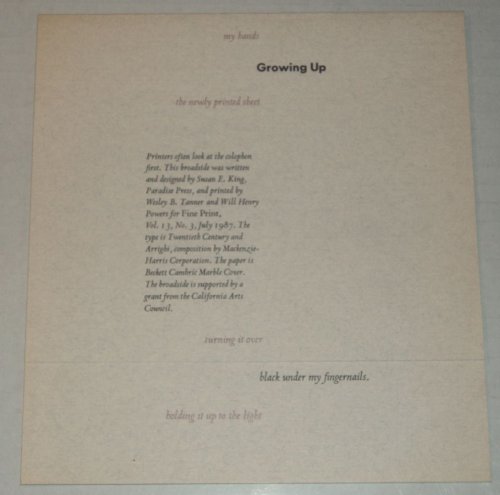 my hands
Growing Up
the newly printed sheet
Printers often look at the colophon
first. This broadside was written
and designed by Susan E. King,
Paradise Press, and printed by
Wesley B. Tanner and Will Henry
Powers for Fine Print,
Vol. 13, No. 3, July 1987. The
type is Twentieth Century and
Arrighi, composition by Mackenzie-
Harris Corporation. The paper is
Beckett Cambric Marble Cover.
The broadside is supported by a
grant from the California Arts
Council.
turning it over
black under my fingernails.
holding it up to the light